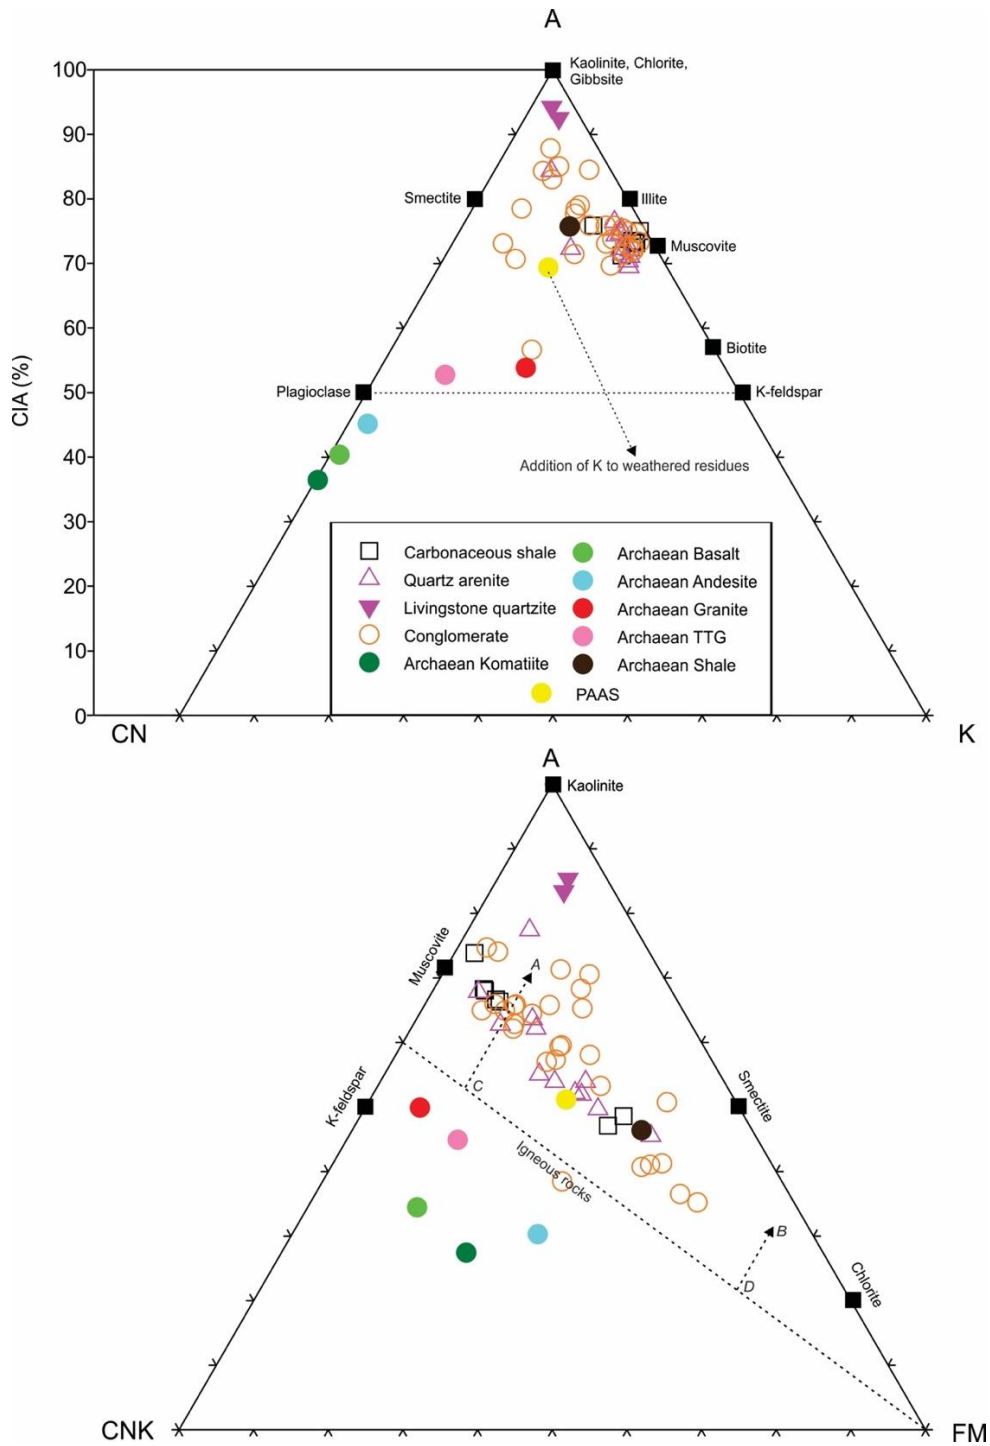 A
100
Kaolinite, Chlorite,
Gibbsite
90
80
Smectite
Illite
70
Muscovite
60
Biotite
CIA (%)
50
Plagioclase
K-feldspar
40
Addition of K to weathered residues
30
Carbonaceous shale
Archaean Basalt
20
Quartz arenite
Archaean Andesite
Livingstone quartzite
Archaean Granite
10
Conglomerate
Archaean TTG
Archaean Komatiite
Archaean Shale
PAAS
0
CN
K
A
Kaolinite
Muscovite
A
C
K-feldspar
Smectite
Igneous rocks
B
D
Chlorite
CNK
FM